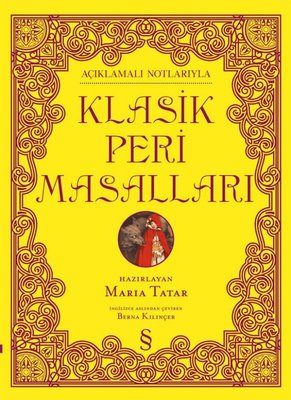 AÇIKLAMALI NOTLARIYLA
KLASİK
PERİ
MASALLARI
HAZIRLAYAN
MARIA TATAR
İNGİLİZCE ASLINDAN ÇEVİREN
BERNA KILINÇER
Ş